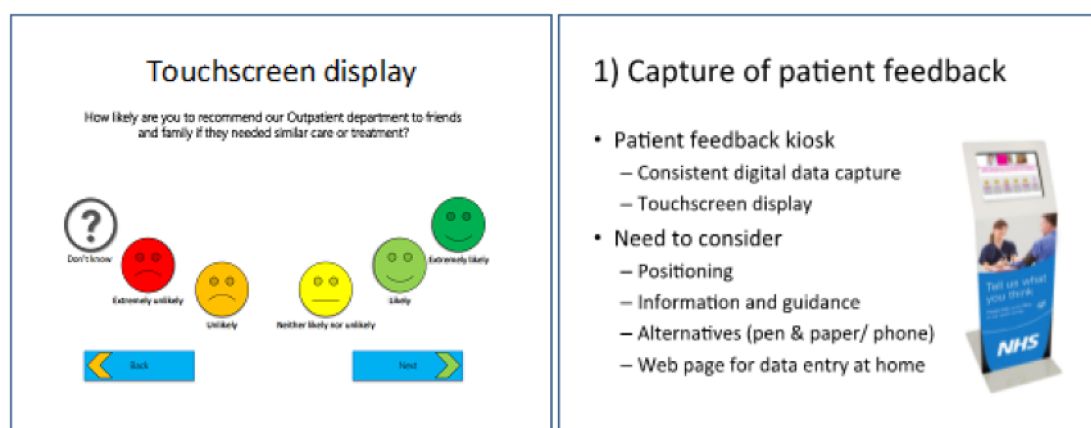 Touchscreen display
How likely are you to recommend our Outpatient department to friends
and family if they needed similar care or treatment?
?
Don't know
Extremely unlikely
Unlikely
Neither likely nor unlikely
Likely
Extremely likely
Back
Next
1) Capture of patient feedback
• Patient feedback kiosk
– Consistent digital data capture
– Touchscreen display
• Need to consider
– Positioning
– Information and guidance
– Alternatives (pen & paper/ phone)
– Web page for data entry at home
Tell us what
you think
NHS